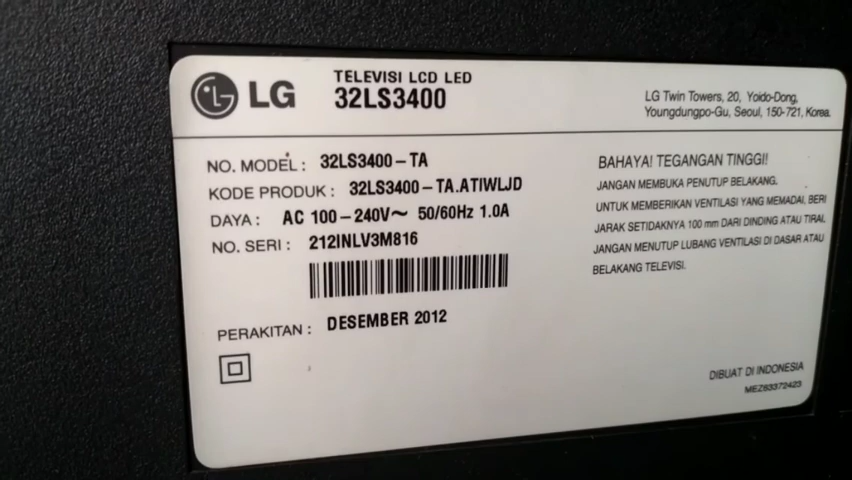 LG
TELEVISI LCD LED
32LS3400
LG Twin Towers, 20, Yoido-Dong,
Youngdungpo-Gu, Seoul, 150-721, Korea.
NO. MODEL : 32LS3400-TA
KODE PRODUK : 32LS3400-TA.ATIWLJD
DAYA : AC 100-240V~ 50/60Hz 1.0A
NO. SERI : 212INLV3M816
PERAKITAN : DESEMBER 2012
BAHAYA! TEGANGAN TINGGI!
JANGAN MEMBUKA PENUTUP BELAKANG.
UNTUK MEMBERIKAN VENTILASI YANG MEMADAI, BERI
JARAK SETIDAKNYA 100 mm DARI DINDING ATAU TIRAI.
JANGAN MENUTUP LUBANG VENTILASI DI DASAR ATAU
BELAKANG TELEVISI.
DIBUAT DI INDONESIA
MEZ63372423